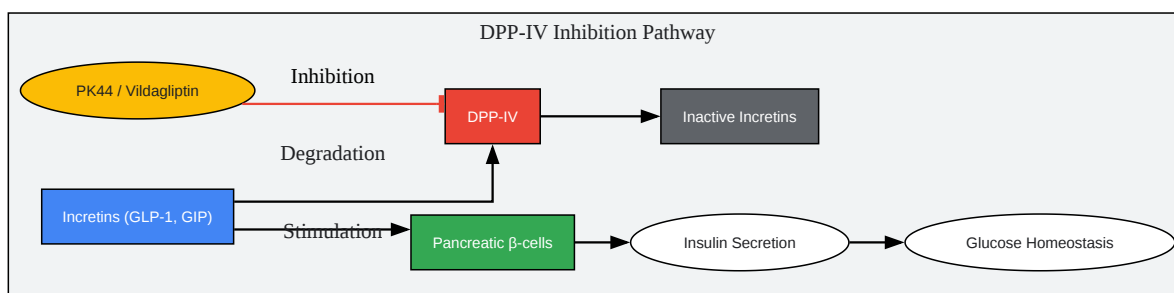 DPP-IV Inhibition Pathway
Inhibition
PK44 / Vildagliptin
DPP-IV
Inactive Incretins
Degradation
Incretins (GLP-1, GIP)
Stimulation
Pancreatic β-cells
Insulin Secretion
Glucose Homeostasis